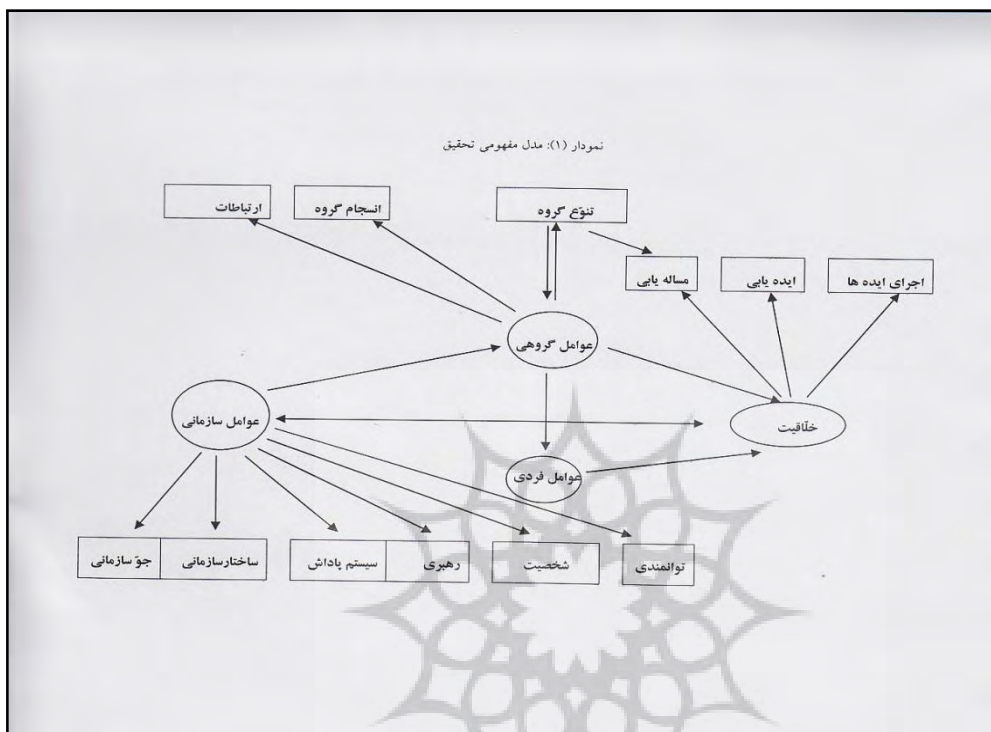 نمودار (۱): مدل مفهومی تحقیق
تنوّع گروه
انسجام گروه
ارتباطات
اجرای ایده ها
ایده یابی
مساله یابی
عوامل گروهی
خلّاقیت
عوامل سازمانی
عوامل فردی
توانمندی
شخصیت
رهبری
سیستم پاداش
ساختارسازمانی
جوّ سازمانی